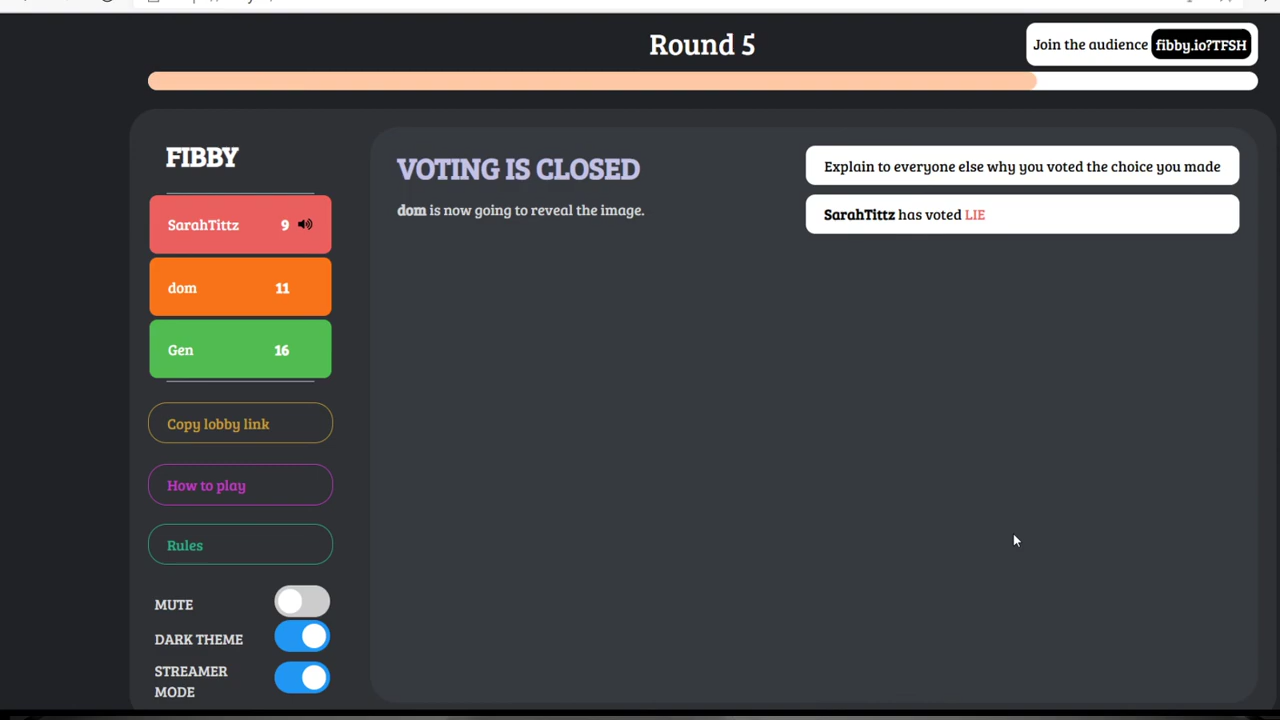 Round 5
Join the audience fibby.io?TFSH
FIBBY
SarahTittz 9
dom 11
Gen 16
Copy lobby link
How to play
Rules
MUTE
DARK THEME
STREAMER
MODE
VOTING IS CLOSED
dom is now going to reveal the image.
Explain to everyone else why you voted the choice you made
SarahTittz has voted LIE